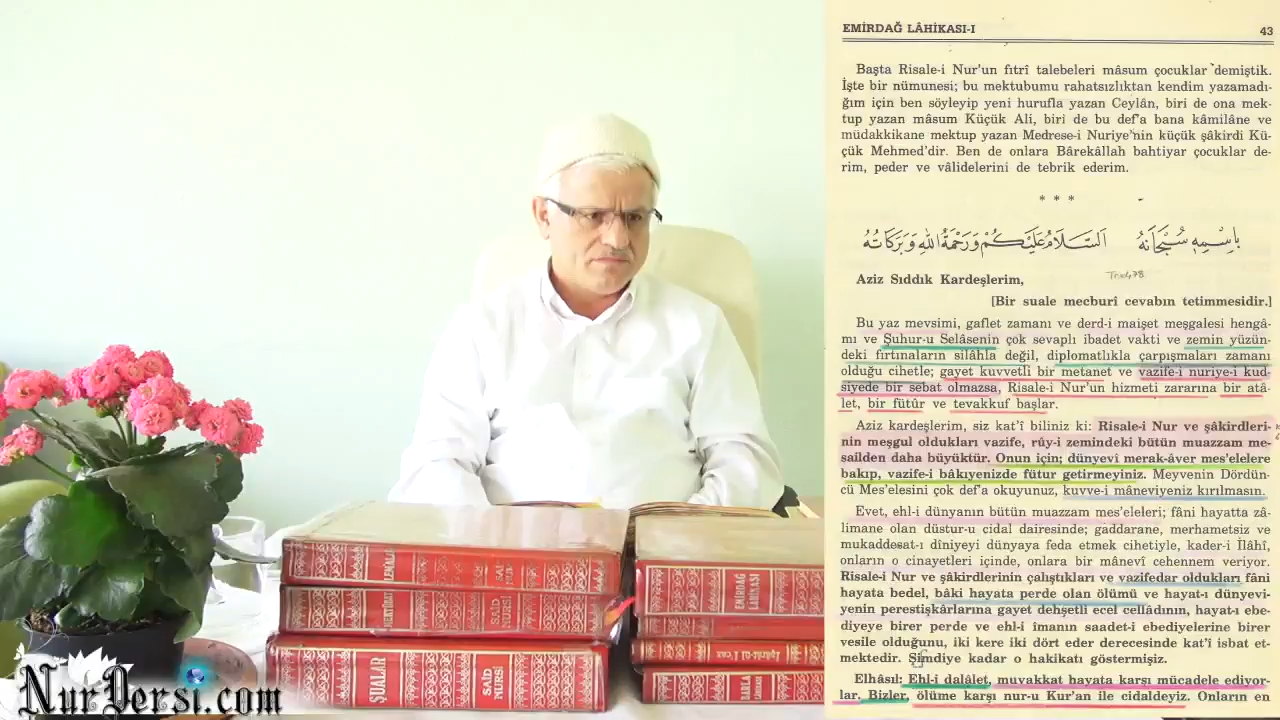 EMİRDAĞ LÂHİKASI-I 43
Başta Risale-i Nur'un fıtrî talebeleri mâsum çocuklar demiştik.
İşte bir nümunesi; bu mektubumu rahatsızlıktan kendim yazamadı-
ğım için ben söyleyip yeni hurufla yazan Ceylân, biri de ona mek-
tup yazan mâsum Küçük Ali, biri de bu def'a bana kâmilâne ve
müdakkikane mektup yazan Medrese-i Nuriye'nin küçük şâkirdi Kü-
çük Mehmed'dir. Ben de onlara Bârekâllah bahtiyar çocuklar de-
rim, peder ve vâlidelerini de tebrik ederim.
* * *
بِاسْمِهِ سُبْحَانَهُ اَلسَّلَامُ عَلَيْكُمْ وَرَحْمَةُ اللّٰهِ وَبَرَكَاتُهُ
Aziz Sıddık Kardeşlerim,
[Bir suale mecburî cevabın tetimmesidir.]
Bu yaz mevsimi, gaflet zamanı ve derd-i maişet meşgalesi hengâ-
mı ve Şuhur-u Selâsenin çok sevaplı ibadet vakti ve zemin yüzün-
deki fırtınaların silâhla değil, diplomatlıkla çarpışmaları zamanı
olduğu cihetle; gayet kuvvetli bir metanet ve vazife-i nuriye-i kud-
siyede bir sebat olmazsa, Risale-i Nur'un hizmeti zararına bir atâ-
let, bir fütûr ve tevakkuf başlar.
Aziz kardeşlerim, siz kat'î biliniz ki: Risale-i Nur ve şâkirdleri-
nin meşgul oldukları vazife, rûy-i zemindeki bütün muazzam me-
sailden daha büyüktür. Onun için; dünyevî merak-âver mes'elelere
bakıp, vazife-i bâkiyenizde fütur getirmeyiniz. Meyvenin Dördün-
cü Mes'elesini çok def'a okuyunuz, kuvve-i mâneviyeniz kırılmasın.
Evet, ehl-i dünyanın bütün muazzam mes'eleleri; fâni hayatta zâ-
limane olan düstur-u cidal dairesinde; gaddarane, merhametsiz ve
mukaddesat-ı dîniyeyi dünyaya feda etmek cihetiyle, kader-i İlâhî,
onların o cinayetleri içinde, onlara bir mânevî cehennem veriyor.
Risale-i Nur ve şâkirdlerinin çalıştıkları ve vazifedar oldukları fâni
hayata bedel, bâki hayata perde olan ölümü ve hayat-ı dünyevi-
yenin perestişkârlarına gayet dehşetli ecel cellâdının, hayat-ı ebe-
diyeye birer perde ve ehl-i îmanın saadet-i ebediyelerine birer
vesile olduğunu, iki kere iki dört eder derecesinde kat'î isbat et-
mektedir. Şimdiye kadar o hakikatı göstermişiz.
Elhâsıl: Ehl-i dalâlet, muvakkat hayata karşı mücadele ediyor-
lar. Bizler, ölüme karşı nur-u Kur'an ile cidaldeyiz. Onların en
SAİD NURSİ
EMİRDAĞ LÂHİKASI
ŞUALAR
SAİD NURSİ
NurDersi.com